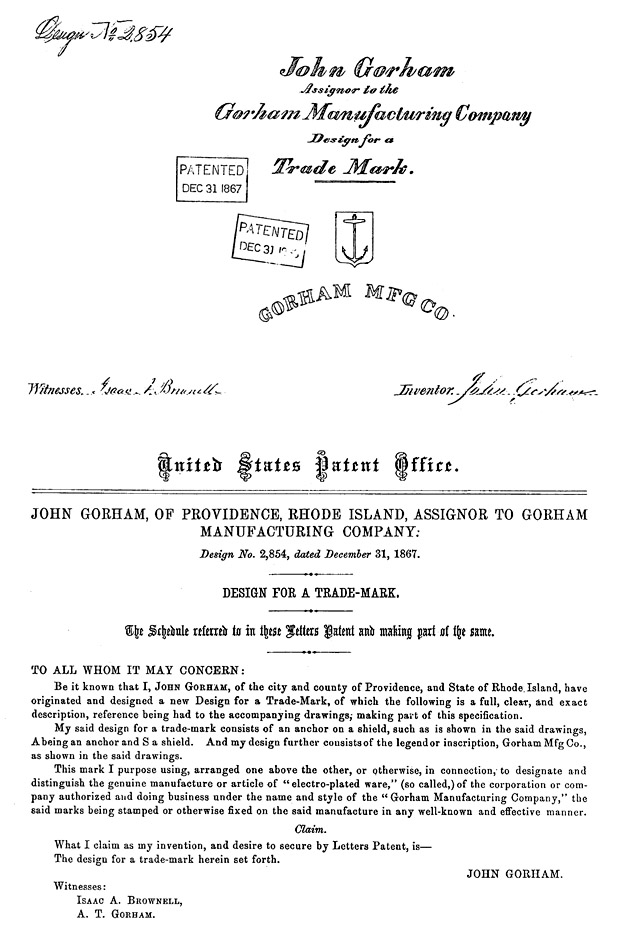 Design No 2,854
John Gorham
Assignor to the
Gorham Manufacturing Company
Design for a
Trade Mark.
PATENTED
DEC 31 1867
PATENTED
DEC 31
GORHAM MFG CO.
Witnesses. Isaac A. Brownell
Inventor. John Gorham
United States Patent Office.
JOHN GORHAM, OF PROVIDENCE, RHODE ISLAND, ASSIGNOR TO GORHAM
MANUFACTURING COMPANY:
Design No. 2,854, dated December 31, 1867.
DESIGN FOR A TRADE-MARK.
The Schedule referred to in these Letters Patent and making part of the same.
TO ALL WHOM IT MAY CONCERN:
Be it known that I, JOHN GORHAM, of the city and county of Providence, and State of Rhode Island, have
originated and designed a new Design for a Trade-Mark, of which the following is a full, clear, and exact
description, reference being had to the accompanying drawings, making part of this specification.
My said design for a trade-mark consists of an anchor on a shield, such as is shown in the said drawings,
A being an anchor and S a shield. And my design further consists of the legend or inscription, Gorham Mfg Co.,
as shown in the said drawings.
This mark I purpose using, arranged one above the other, or otherwise, in connection, to designate and
distinguish the genuine manufacture or article of "electro-plated ware," (so called,) of the corporation or com-
pany authorized and doing business under the name and style of the "Gorham Manufacturing Company," the
said marks being stamped or otherwise fixed on the said manufacture in any well-known and effective manner.
Claim.
What I claim as my invention, and desire to secure by Letters Patent, is—
The design for a trade-mark herein set forth.
JOHN GORHAM.
Witnesses:
ISAAC A. BROWNELL,
A. T. GORHAM.